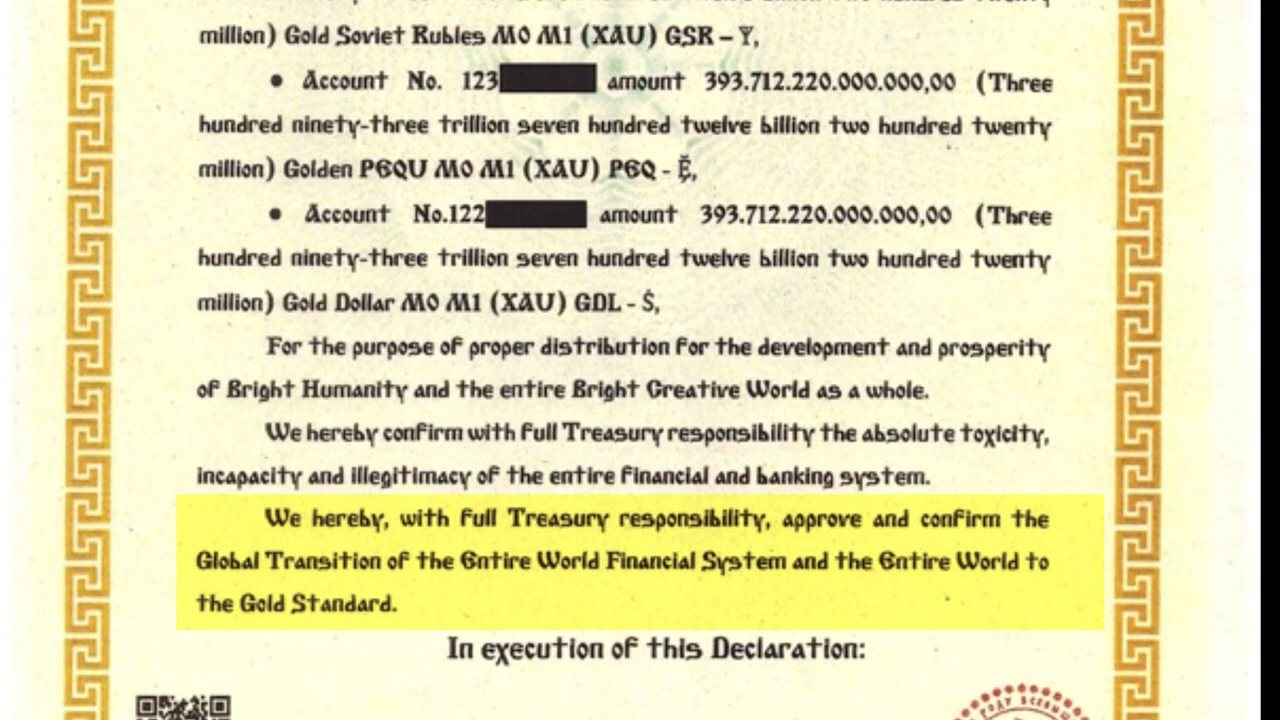 million) Gold Soviet Rubles M0 M1 (XAU) GSR – Ɏ,
• Account No. 123 amount 393.712.220.000.000,00 (Three
hundred ninety-three trillion seven hundred twelve billion two hundred twenty
million) Golden PEQU M0 M1 (XAU) PEQ - Ĕ,
• Account No.122 amount 393.712.220.000.000,00 (Three
hundred ninety-three trillion seven hundred twelve billion two hundred twenty
million) Gold Dollar M0 M1 (XAU) GDL - Ṡ,
For the purpose of proper distribution for the development and prosperity
of Bright Humanity and the entire Bright Creative World as a whole.
We hereby confirm with full Treasury responsibility the absolute toxicity,
incapacity and illegitimacy of the entire financial and banking system.
We hereby, with full Treasury responsibility, approve and confirm the
Global Transition of the Entire World Financial System and the Entire World to
the Gold Standard.
In execution of this Declaration: